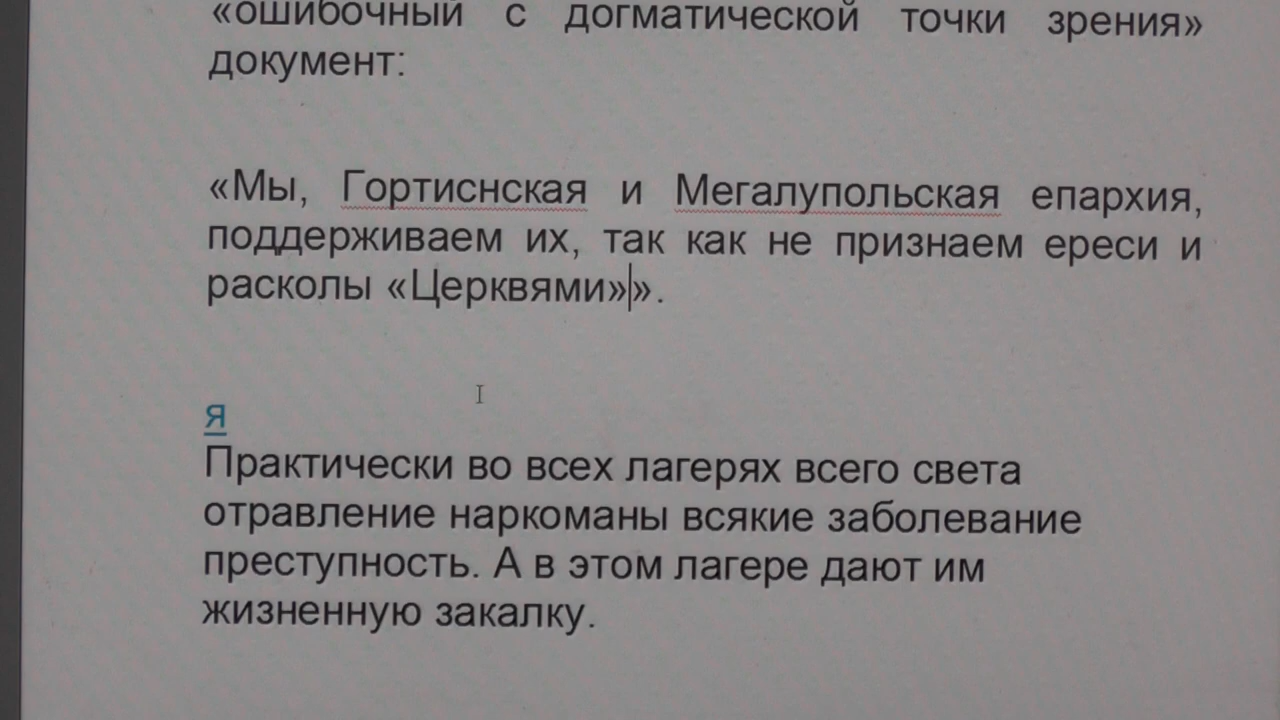 «ошибочный с догматической точки зрения»
документ:
«Мы, Гортиснская и Мегалупольская епархия,
поддерживаем их, так как не признаем ереси и
расколы «Церквями»».
я
Практически во всех лагерях всего света
отравление наркоманы всякие заболевание
преступность. А в этом лагере дают им
жизненную закалку.